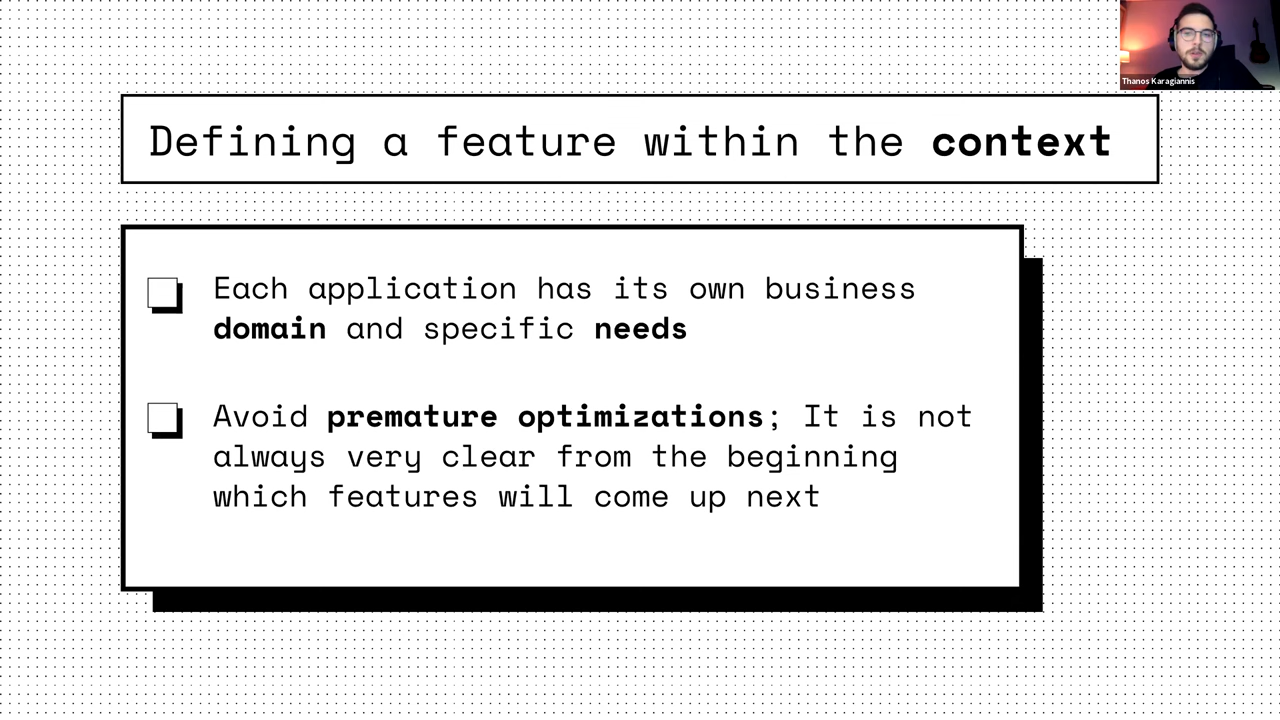 Thanos Karagiannis
Defining a feature within the context
Each application has its own business
domain and specific needs
Avoid premature optimizations; It is not
always very clear from the beginning
which features will come up next